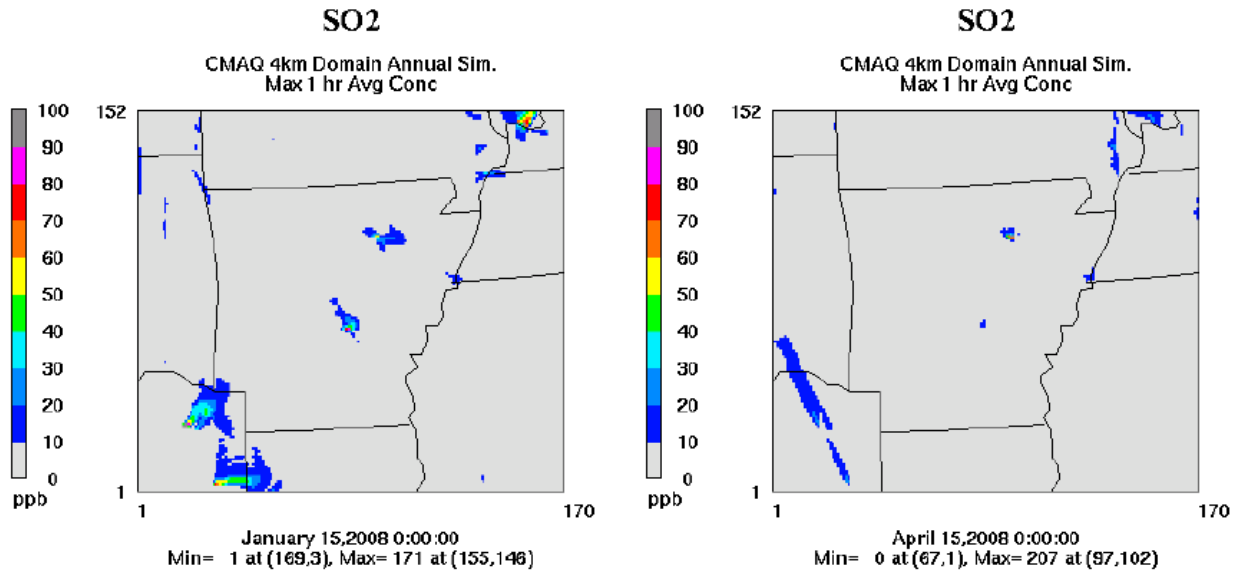 SO2
CMAQ 4km Domain Annual Sim.
Max 1 hr Avg Conc
100
90
80
70
60
50
40
30
20
10
0
ppb
152
1
1
170
January 15,2008 0:00:00
Min= 1 at (169,3), Max= 171 at (155,146)
SO2
CMAQ 4km Domain Annual Sim.
Max 1 hr Avg Conc
100
90
80
70
60
50
40
30
20
10
0
ppb
152
1
1
170
April 15,2008 0:00:00
Min= 0 at (67,1), Max= 207 at (97,102)